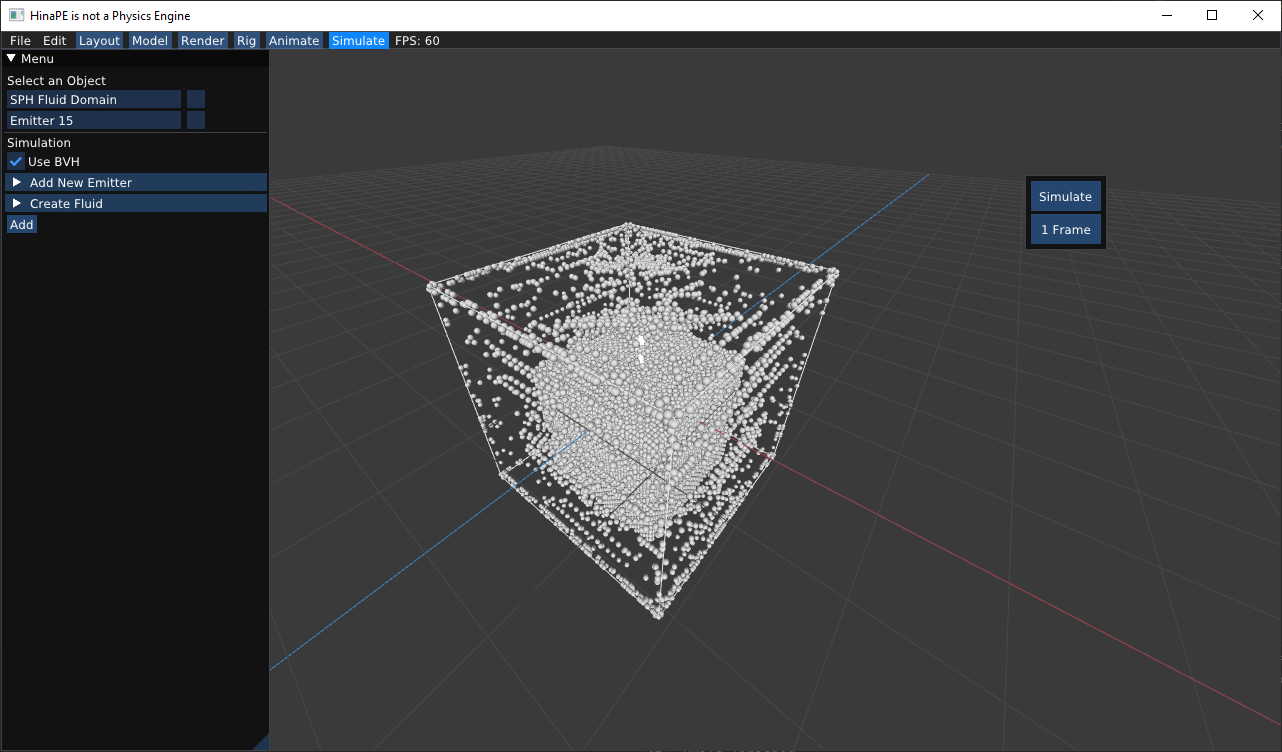 HinaPE is not a Physics Engine
File Edit Layout Model Render Rig Animate Simulate FPS: 60
Menu
Select an Object
SPH Fluid Domain
Emitter 15
Simulation
Use BVH
Add New Emitter
Create Fluid
Add
Simulate
1 Frame